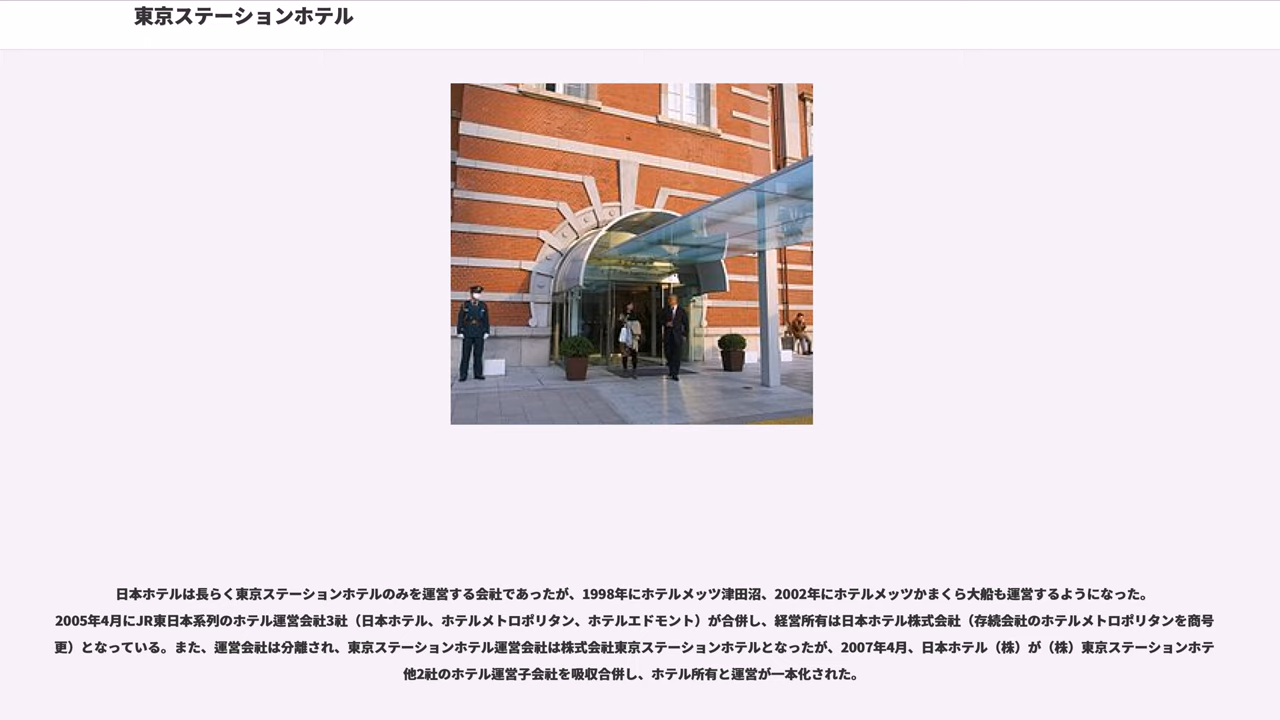 東京ステーションホテル
日本ホテルは長らく東京ステーションホテルのみを運営する会社であったが、1998年にホテルメッツ津田沼、2002年にホテルメッツかまくら大船も運営するようになった。
2005年4月にJR東日本系列のホテル運営会社3社（日本ホテル、ホテルメトロポリタン、ホテルエドモント）が合併し、経営所有は日本ホテル株式会社（存続会社のホテルメトロポリタンを商号
更）となっている。また、運営会社は分離され、東京ステーションホテル運営会社は株式会社東京ステーションホテルとなったが、2007年4月、日本ホテル（株）が（株）東京ステーションホテ
他2社のホテル運営子会社を吸収合併し、ホテル所有と運営が一本化された。